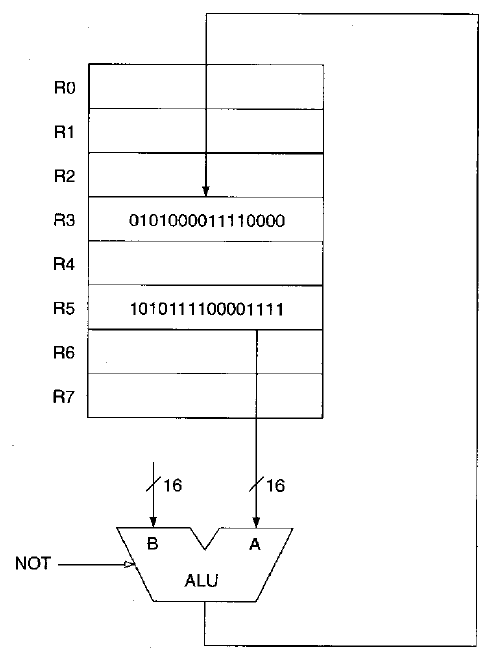 R0
R1
R2
R3 0101000011110000
R4
R5 1010111100001111
R6
R7
16 16
B A
NOT
ALU